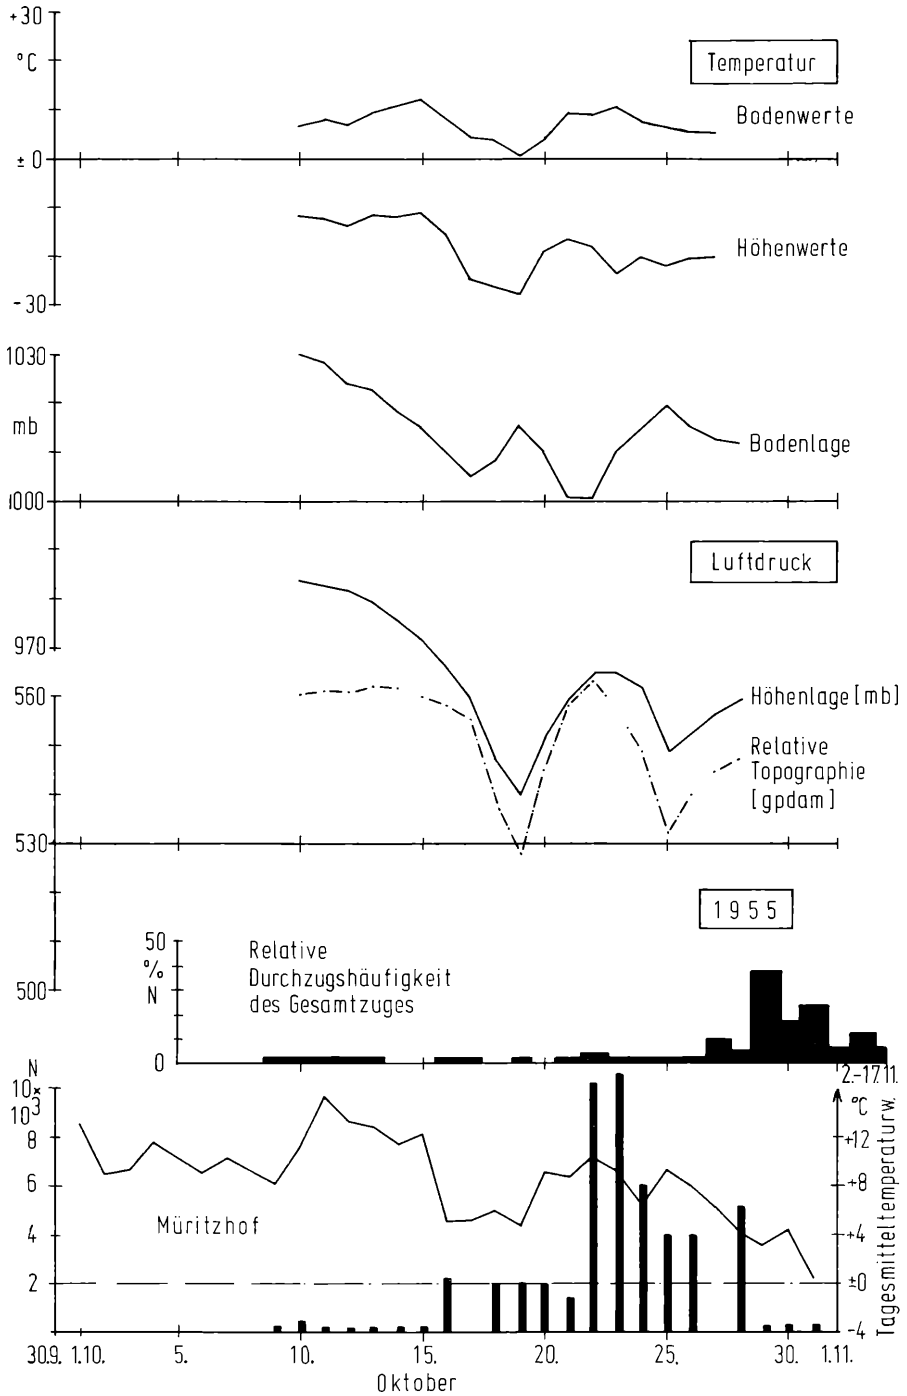 +30
°C
Temperatur
Bodenwerte
± 0
Höhenwerte
-30
1030
mb
Bodenlage
1000
Luftdruck
970
560
Höhenlage [mb]
Relative
Topographie
[gpdam]
530
1955
50
%
N
0
Relative
Durchzugshäufigkeit
des Gesamtzuges
500
N
2.-17.11.
10×
10³
°C
8
+12
6
+8
Müritzhof
4
+4
2
±0
-4
Tagesmitteltemperaturw.
30.9. 1.10. 5. 10. 15. 20. 25. 30. 1.11.
Oktober